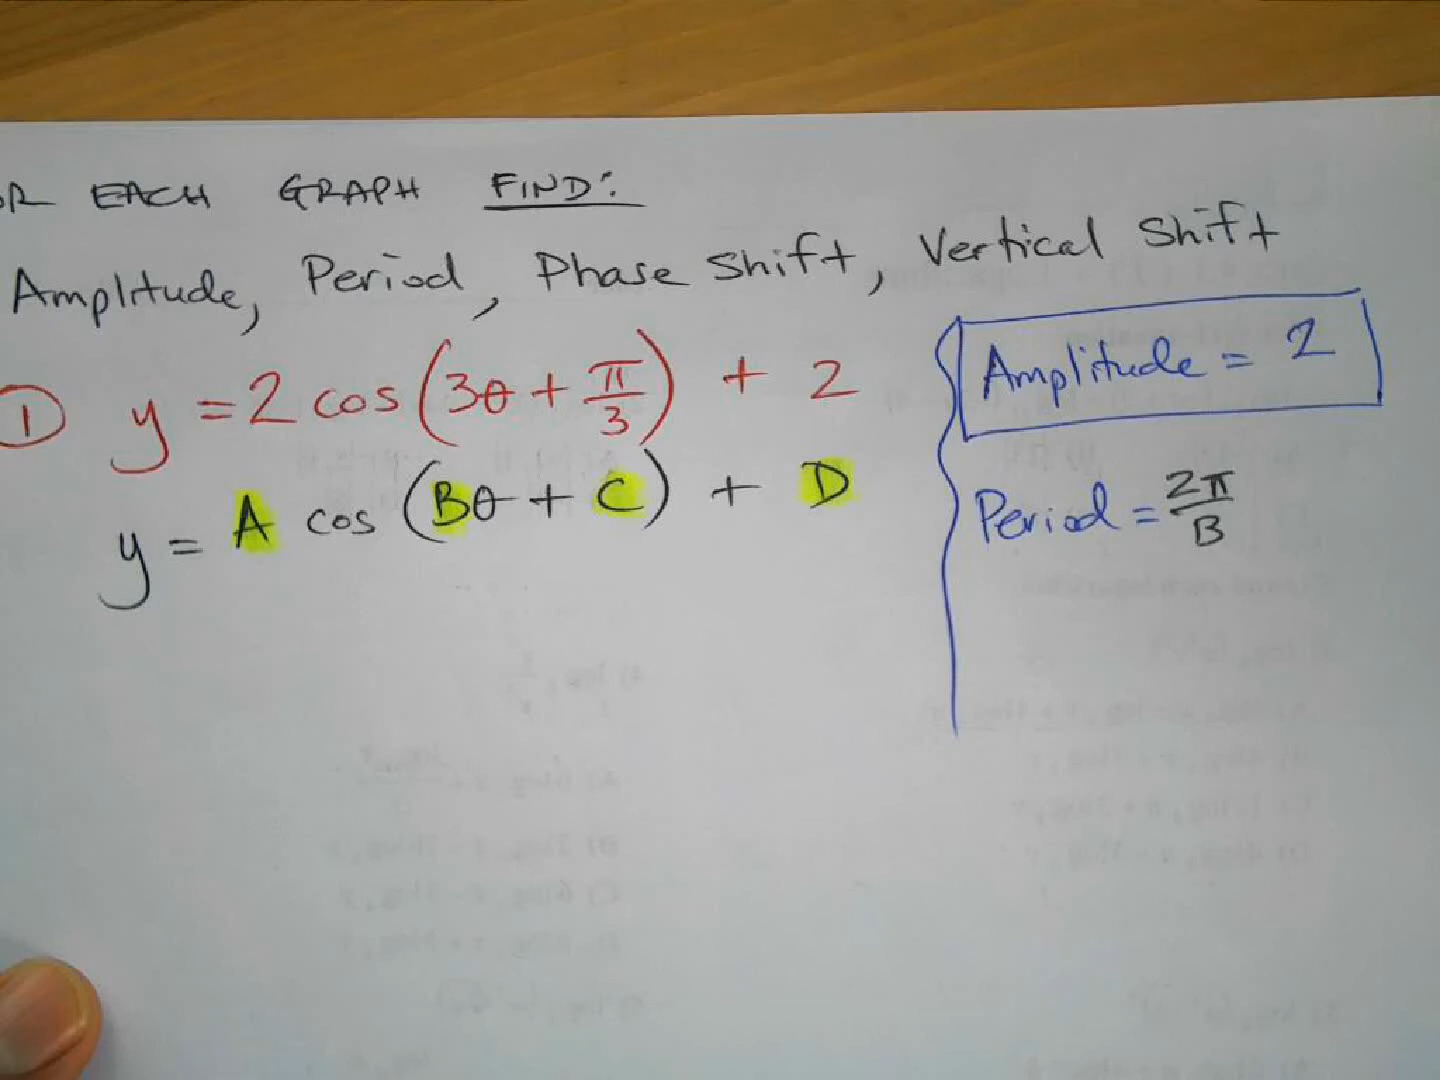 EACH GRAPH FIND:
Amplitude, Period, Phase Shift, Vertical Shift
① y = 2 cos(3θ + π/3) + 2
y = A cos(Bθ + C) + D
Amplitude = 2
Period = 2π/B